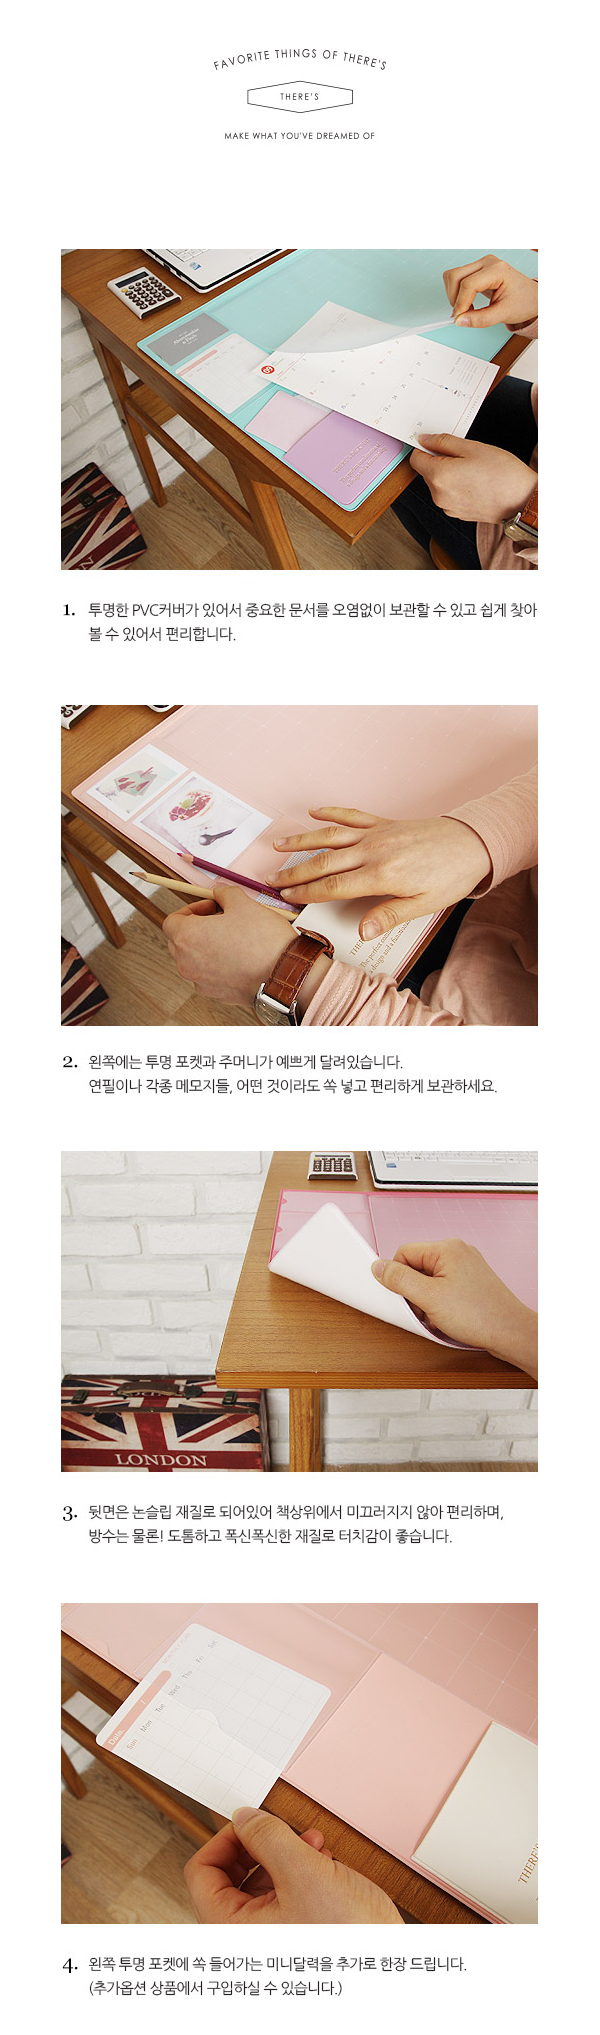 FAVORITE THINGS OF THERE'S
THERE'S
MAKE WHAT YOU'VE DREAMED OF
1. 투명한 PVC커버가 있어서 중요한 문서를 오염없이 보관할 수 있고 쉽게 찾아
볼 수 있어서 편리합니다.
THE
The perfect
2. 왼쪽에는 투명 포켓과 주머니가 예쁘게 달려있습니다.
연필이나 각종 메모지들, 어떤 것이라도 쏙 넣고 편리하게 보관하세요.
LONDON
3. 뒷면은 논슬립 재질로 되어있어 책상위에서 미끄러지지 않아 편리하며,
방수는 물론! 도톰하고 폭신폭신한 재질로 터치감이 좋습니다.
Date. /
Sun Mon Tue Wed Thu Fri Sat
THERE'S
4. 왼쪽 투명 포켓에 쏙 들어가는 미니달력을 추가로 한장 드립니다.
(추가옵션 상품에서 구입하실 수 있습니다.)